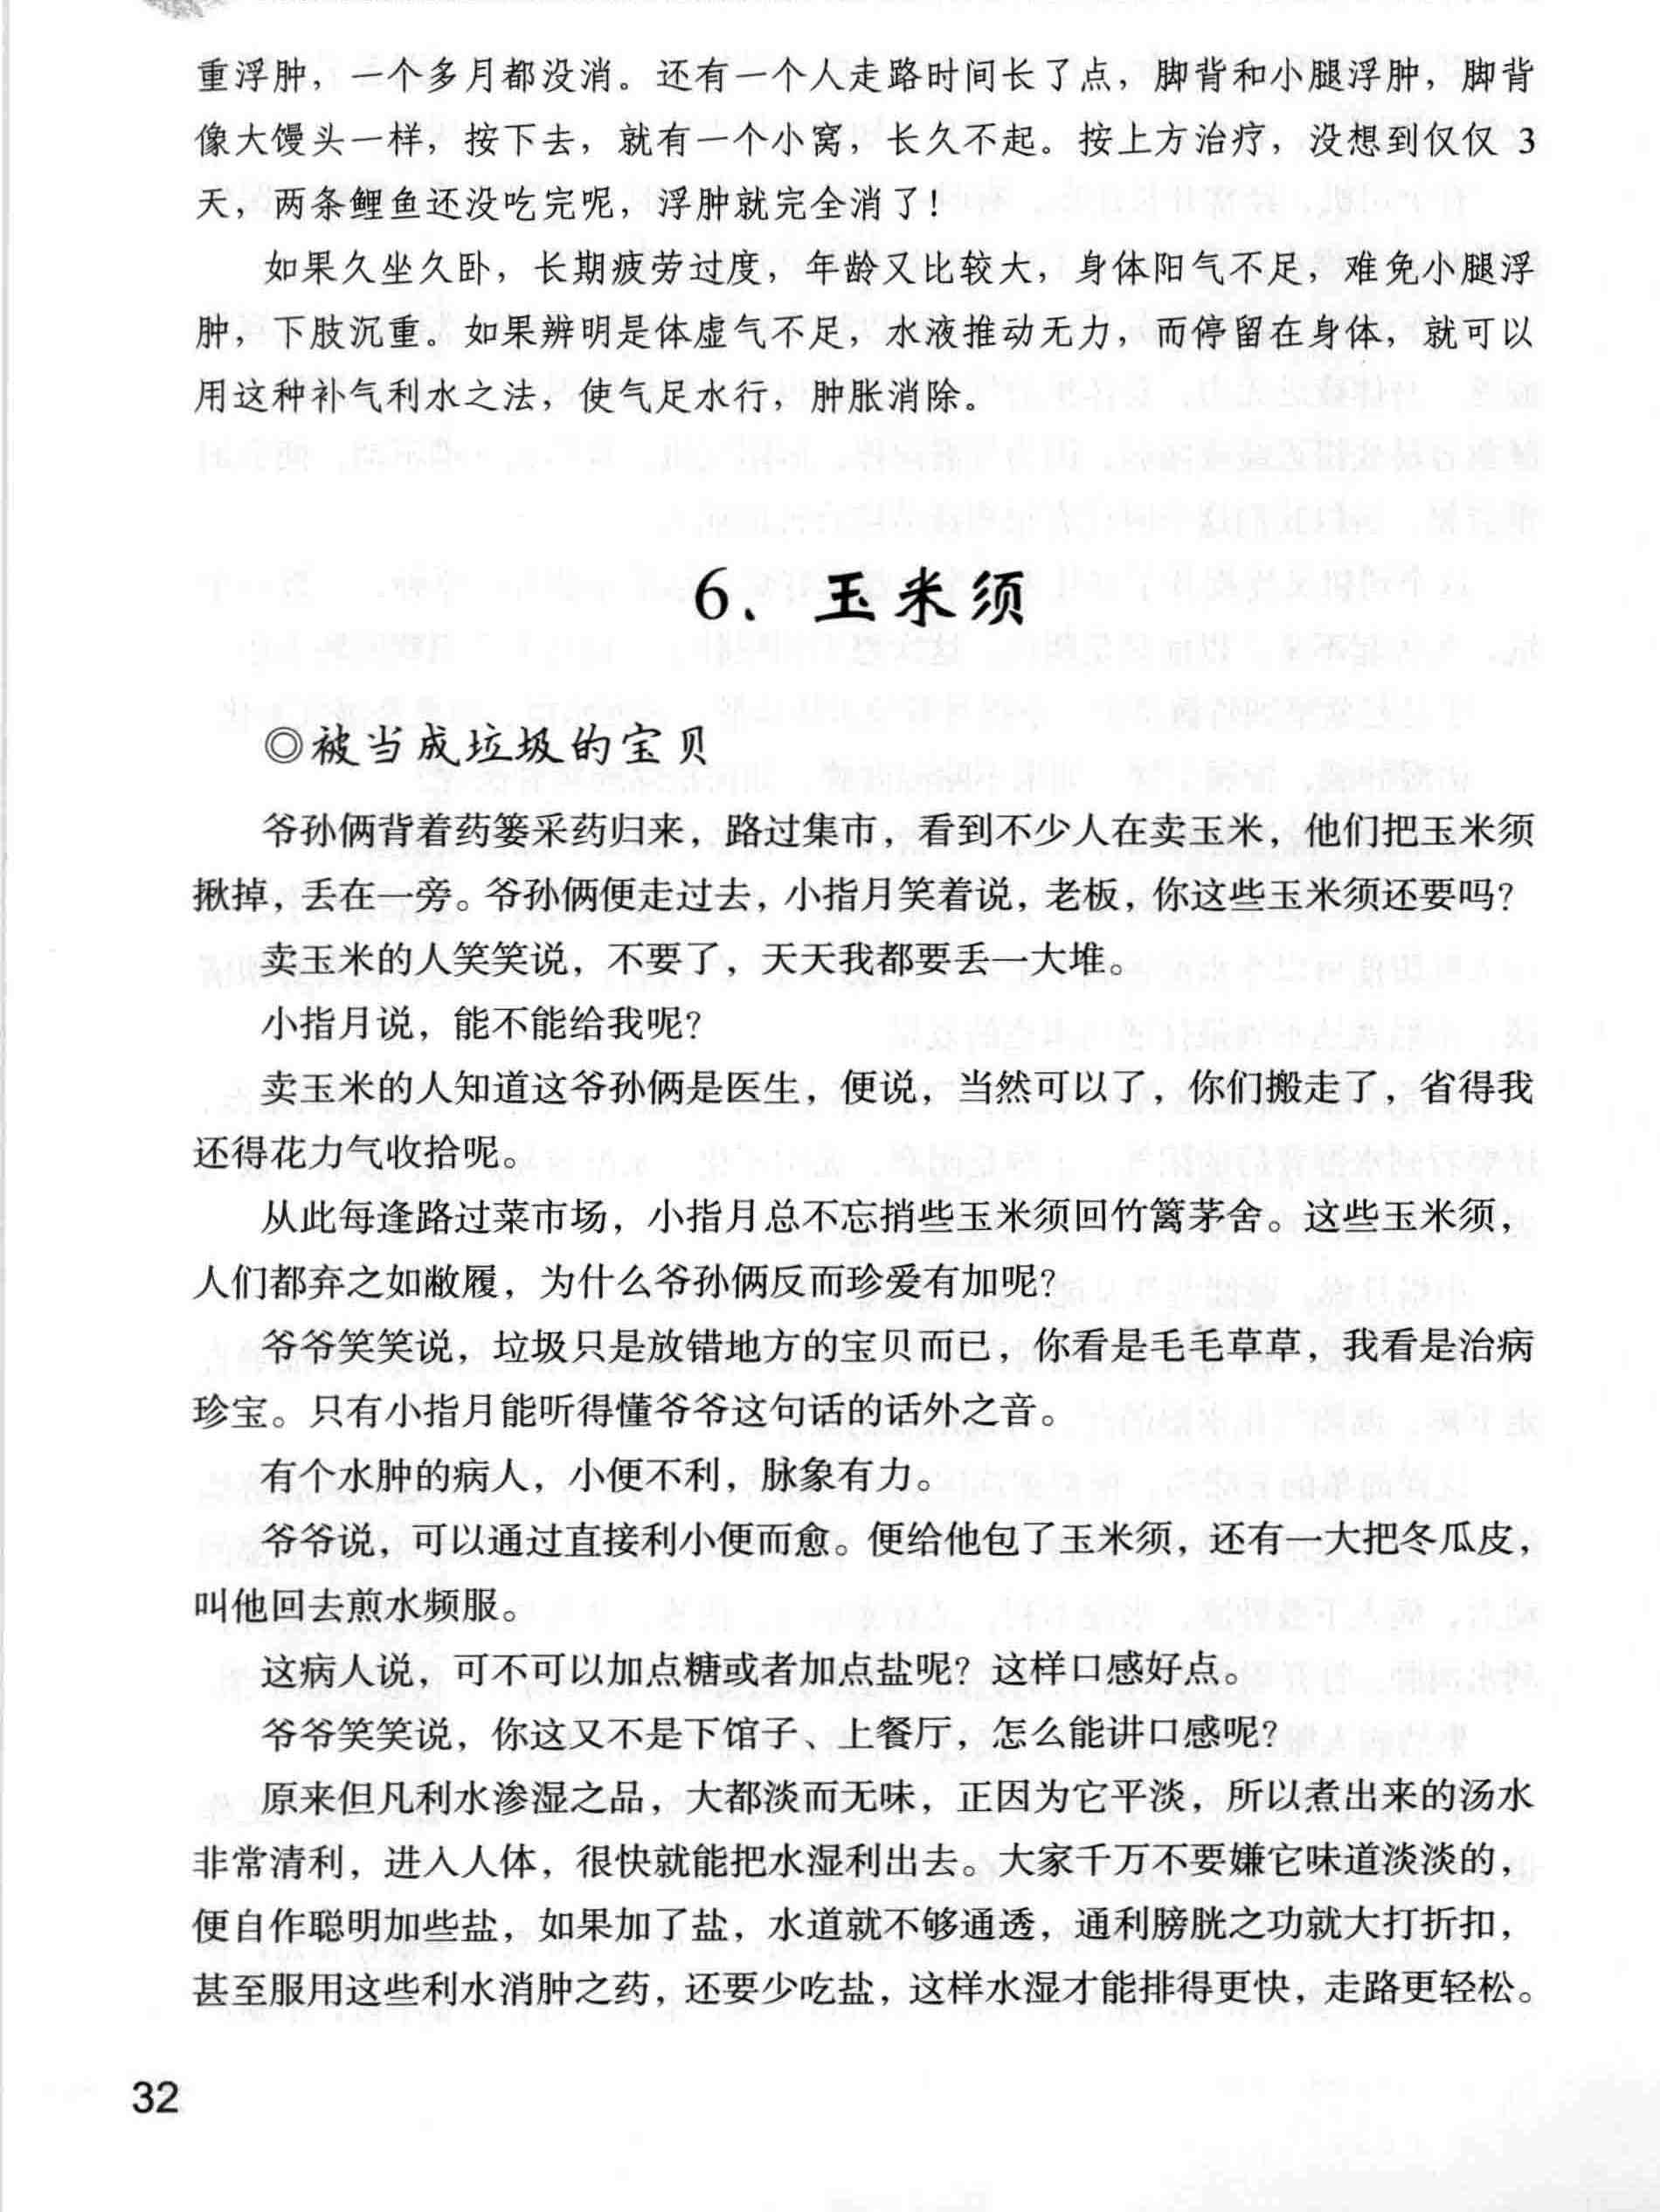 重浮肿，一个多月都没消。还有一个人走路时间长了点，脚背和小腿浮肿，脚背
像大馒头一样，按下去，就有一个小窝，长久不起。按上方治疗，没想到仅仅 3
天，两条鲤鱼还没吃完呢，浮肿就完全消了！
如果久坐久卧，长期疲劳过度，年龄又比较大，身体阳气不足，难免小腿浮
肿，下肢沉重。如果辨明是体虚气不足，水液推动无力，而停留在身体，就可以
用这种补气利水之法，使气足水行，肿胀消除。
6、玉米须
◎被当成垃圾的宝贝
爷孙俩背着药篓采药归来，路过集市，看到不少人在卖玉米，他们把玉米须
揪掉，丢在一旁。爷孙俩便走过去，小指月笑着说，老板，你这些玉米须还要吗？
卖玉米的人笑笑说，不要了，天天我都要丢一大堆。
小指月说，能不能给我呢？
卖玉米的人知道这爷孙俩是医生，便说，当然可以了，你们搬走了，省得我
还得花力气收拾呢。
从此每逢路过菜市场，小指月总不忘捎些玉米须回竹篱茅舍。这些玉米须，
人们都弃之如敝履，为什么爷孙俩反而珍爱有加呢？
爷爷笑笑说，垃圾只是放错地方的宝贝而已，你看是毛毛草草，我看是治病
珍宝。只有小指月能听得懂爷爷这句话的话外之音。
有个水肿的病人，小便不利，脉象有力。
爷爷说，可以通过直接利小便而愈。便给他包了玉米须，还有一大把冬瓜皮，
叫他回去煎水频服。
这病人说，可不可以加点糖或者加点盐呢？这样口感好点。
爷爷笑笑说，你这又不是下馆子、上餐厅，怎么能讲口感呢？
原来但凡利水渗湿之品，大都淡而无味，正因为它平淡，所以煮出来的汤水
非常清利，进入人体，很快就能把水湿利出去。大家千万不要嫌它味道淡淡的，
便自作聪明加些盐，如果加了盐，水道就不够通透，通利膀胱之功就大打折扣，
甚至服用这些利水消肿之药，还要少吃盐，这样水湿才能排得更快，走路更轻松。
32